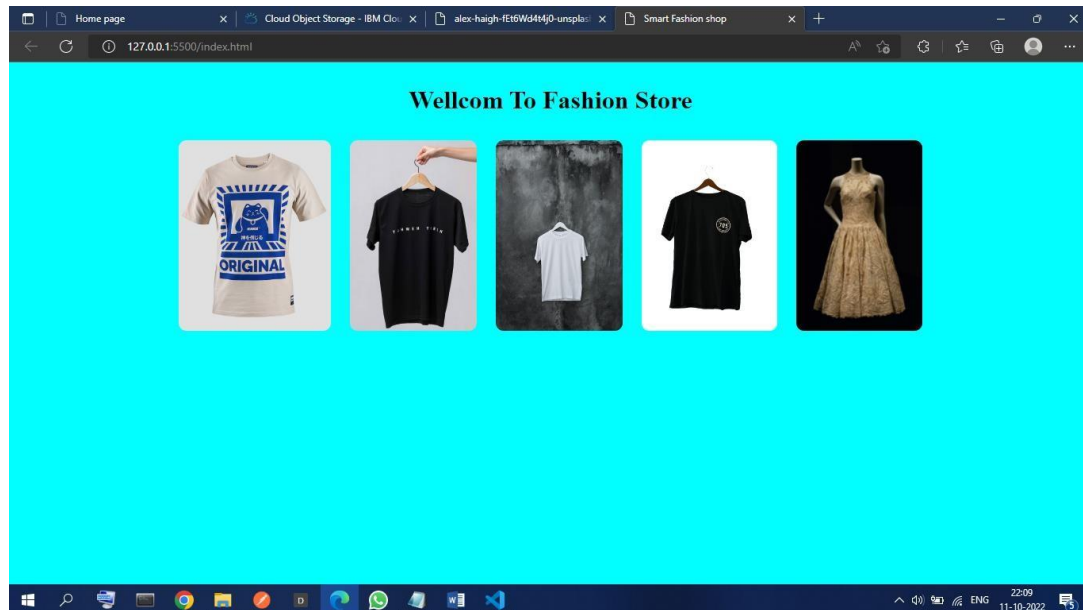 Home page
Cloud Object Storage - IBM Clou
alex-haigh-fEt6Wd4t4j0-unsplas
Smart Fashion shop
127.0.0.1:5500/index.html
Wellcom To Fashion Store
ORIGINAL
ENG
22:09
11-10-2022